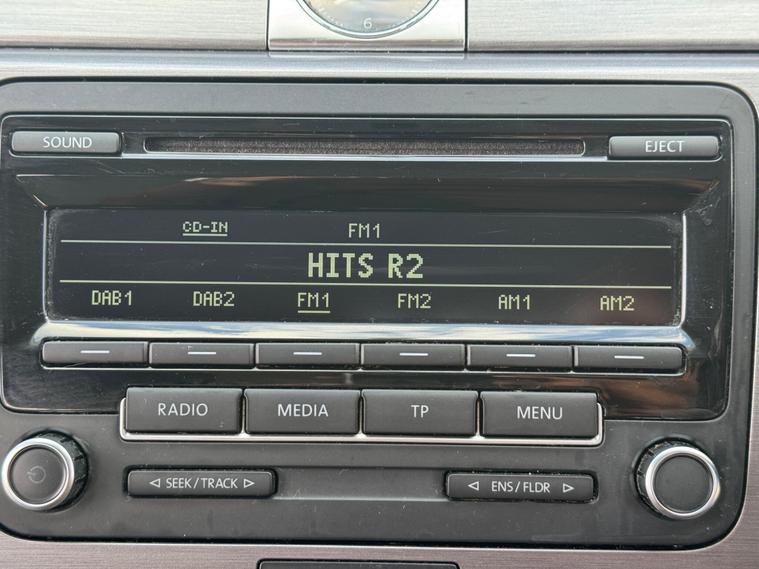 6
SOUND EJECT
CD-IN FM1
HITS R2
DAB1 DAB2 FM1 FM2 AM1 AM2
RADIO MEDIA TP MENU
SEEK / TRACK ENS / FLDR